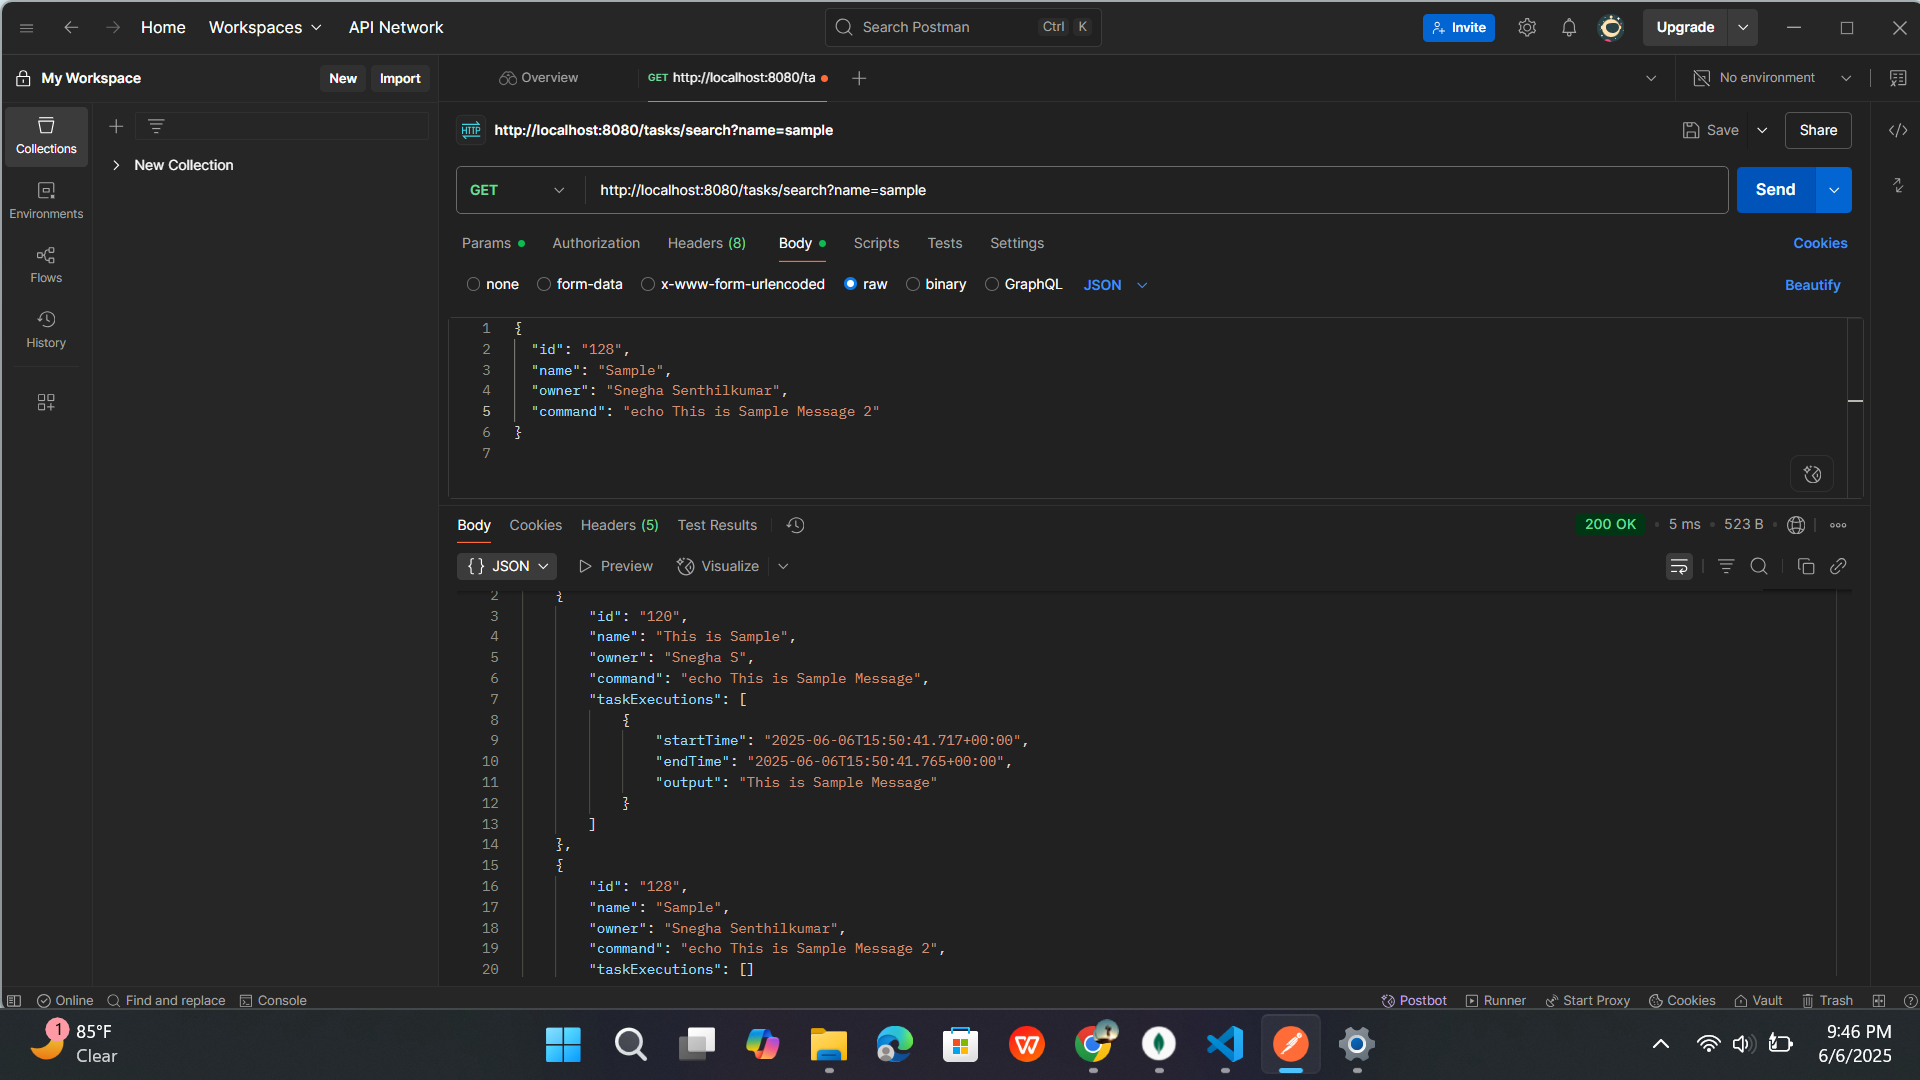 Home
Workspaces
API Network
Search Postman
Ctrl
K
Invite
Upgrade
My Workspace
New
Import
Overview
GET http://localhost:8080/ta
No environment
Collections
Environments
Flows
History
New Collection
HTTP
http://localhost:8080/tasks/search?name=sample
Save
Share
GET
http://localhost:8080/tasks/search?name=sample
Send
Params
Authorization
Headers (8)
Body
Scripts
Tests
Settings
Cookies
none
form-data
x-www-form-urlencoded
raw
binary
GraphQL
JSON
Beautify
1 {
2 "id": "128",
3 "name": "Sample",
4 "owner": "Snegha Senthilkumar",
5 "command": "echo This is Sample Message 2"
6 }
7
Body
Cookies
Headers (5)
Test Results
200 OK
5 ms
523 B
{} JSON
Preview
Visualize
2 {
3 "id": "120",
4 "name": "This is Sample",
5 "owner": "Snegha S",
6 "command": "echo This is Sample Message",
7 "taskExecutions": [
8 {
9 "startTime": "2025-06-06T15:50:41.717+00:00",
10 "endTime": "2025-06-06T15:50:41.765+00:00",
11 "output": "This is Sample Message"
12 }
13 ]
14 },
15 {
16 "id": "128",
17 "name": "Sample",
18 "owner": "Snegha Senthilkumar",
19 "command": "echo This is Sample Message 2",
20 "taskExecutions": []
Online
Find and replace
Console
Postbot
Runner
Start Proxy
Cookies
Vault
Trash
1
85°F
Clear
9:46 PM
6/6/2025